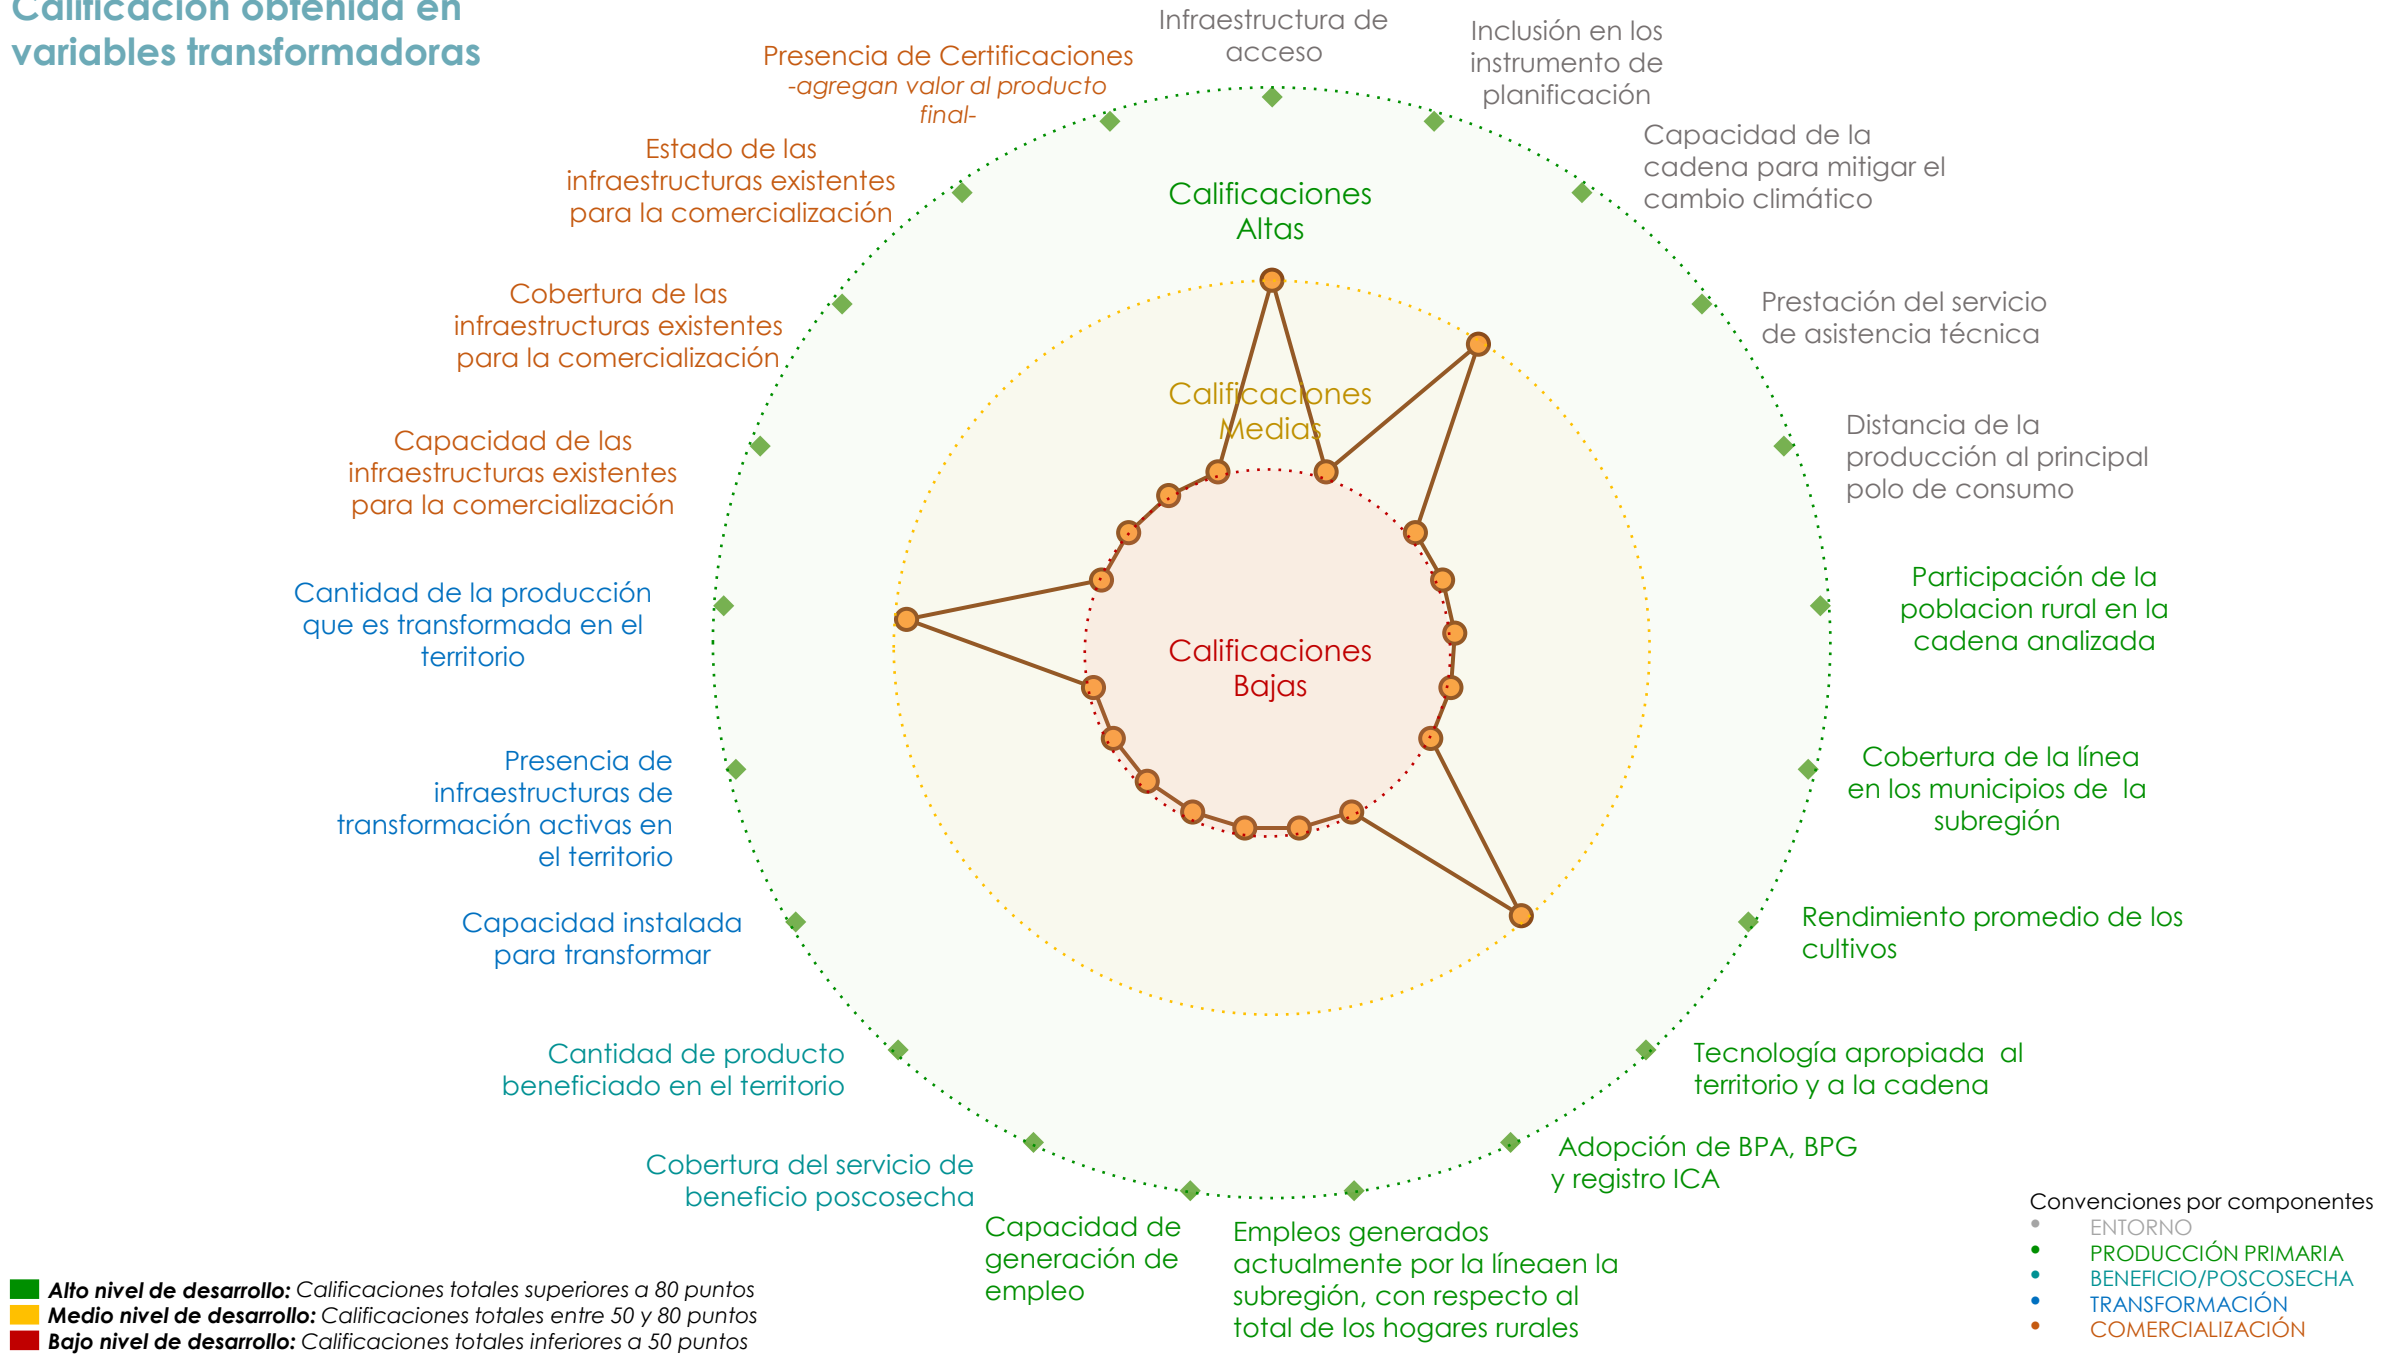 Calificación obtenida en
variables transformadoras
Infraestructura de
acceso
Inclusión en los
instrumento de
planificación
Capacidad de la
cadena para mitigar el
cambio climático
Prestación del servicio
de asistencia técnica
Distancia de la
producción al principal
polo de consumo
Participación de la
poblacion rural en la
cadena analizada
Cobertura de la línea
en los municipios de la
subregión
Rendimiento promedio de los
cultivos
Tecnología apropiada al
territorio y a la cadena
Adopción de BPA, BPG
y registro ICA
Empleos generados
actualmente por la líneaen la
subregión, con respecto al
total de los hogares rurales
Capacidad de
generación de
empleo
Cobertura del servicio de
beneficio poscosecha
Cantidad de producto
beneficiado en el territorio
Capacidad instalada
para transformar
Presencia de
infraestructuras de
transformación activas en
el territorio
Cantidad de la producción
que es transformada en el
territorio
Capacidad de las
infraestructuras existentes
para la comercialización
Cobertura de las
infraestructuras existentes
para la comercialización
Estado de las
infraestructuras existentes
para la comercialización
Presencia de Certificaciones
-agregan valor al producto
final-
Calificaciones
Altas
Calificaciones
Medias
Calificaciones
Bajas
Alto nivel de desarrollo: Calificaciones totales superiores a 80 puntos
Medio nivel de desarrollo: Calificaciones totales entre 50 y 80 puntos
Bajo nivel de desarrollo: Calificaciones totales inferiores a 50 puntos
Convenciones por componentes
• ENTORNO
• PRODUCCIÓN PRIMARIA
• BENEFICIO/POSCOSECHA
• TRANSFORMACIÓN
• COMERCIALIZACIÓN